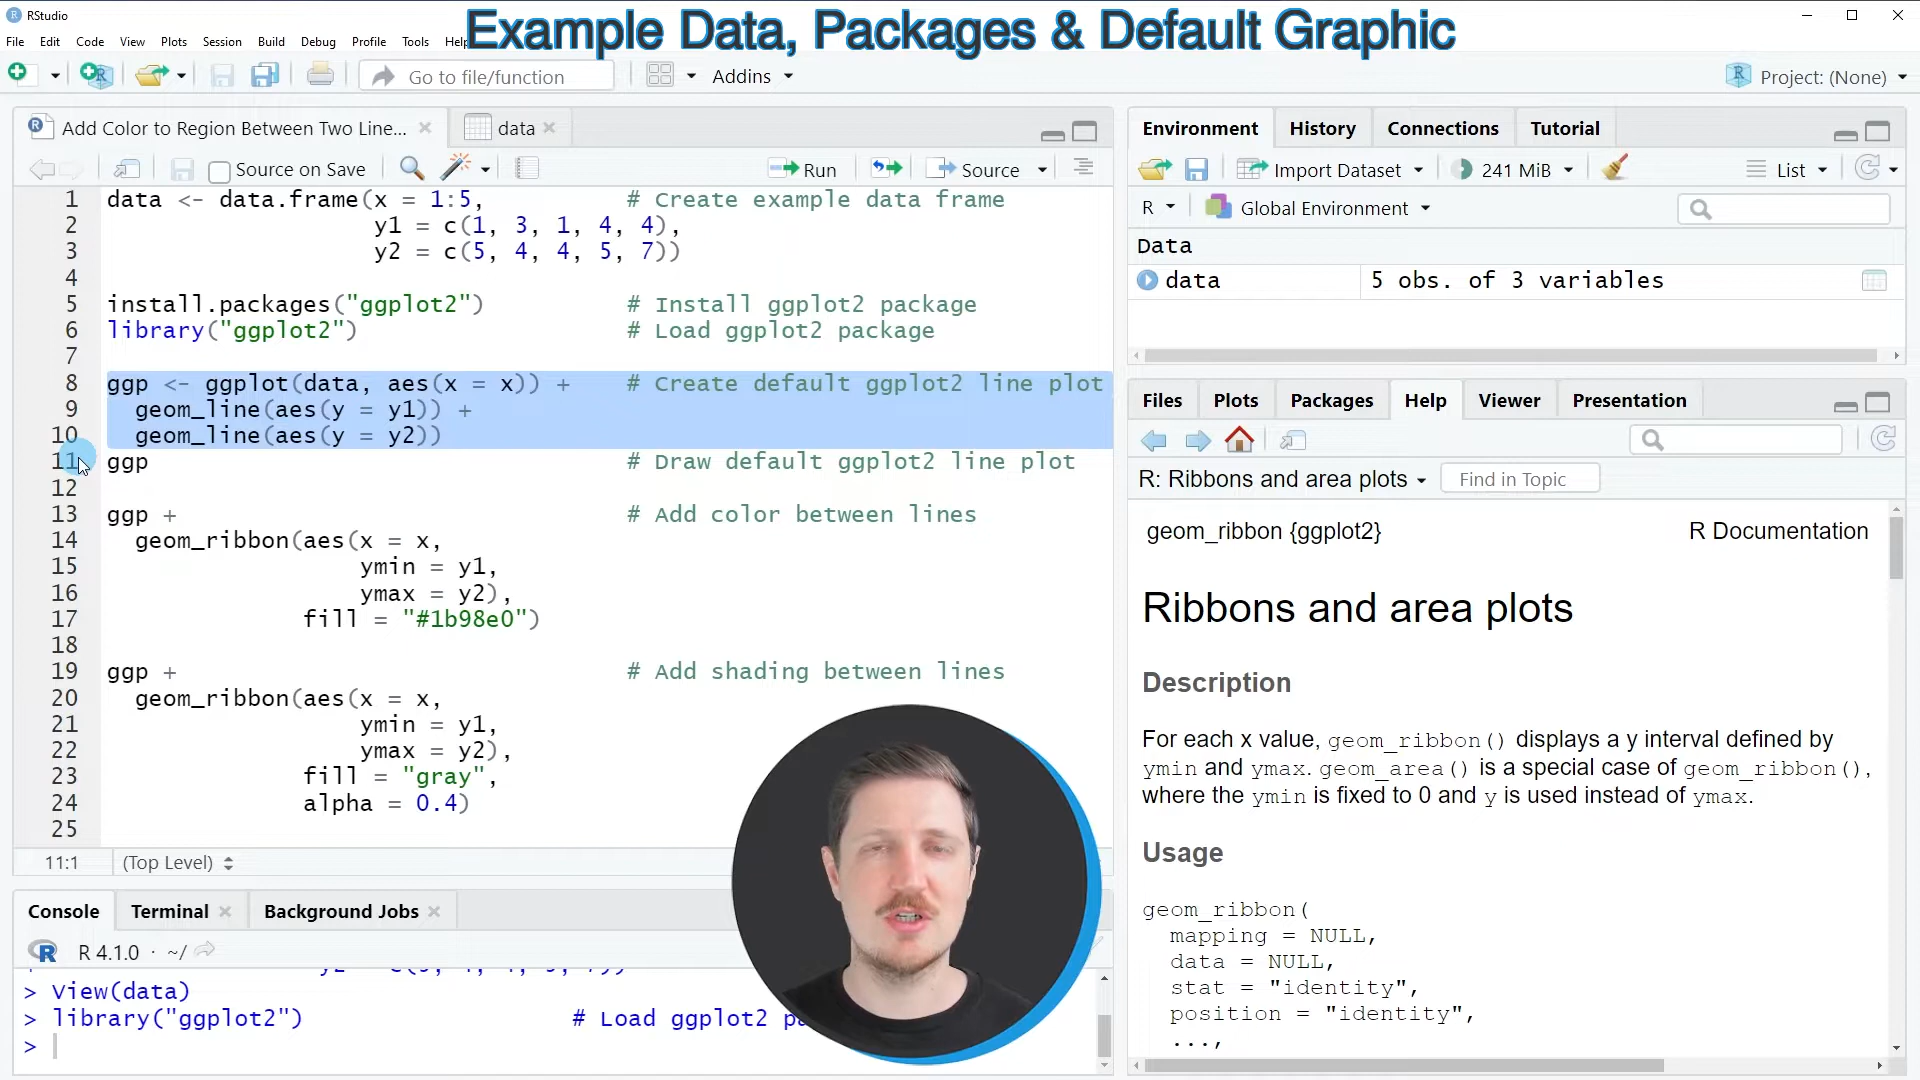 RStudio
Example Data, Packages & Default Graphic
File Edit Code View Plots Session Build Debug Profile Tools Help
Go to file/function Addins Project: (None)
Add Color to Region Between Two Line... data
Source on Save Run Source
1 data <- data.frame(x = 1:5, # Create example data frame
2 y1 = c(1, 3, 1, 4, 4),
3 y2 = c(5, 4, 4, 5, 7))
4
5 install.packages("ggplot2") # Install ggplot2 package
6 library("ggplot2") # Load ggplot2 package
7
8 ggp <- ggplot(data, aes(x = x)) + # Create default ggplot2 line plot
9 geom_line(aes(y = y1)) +
10 geom_line(aes(y = y2))
11 ggp # Draw default ggplot2 line plot
12
13 ggp + # Add color between lines
14 geom_ribbon(aes(x = x,
15 ymin = y1,
16 ymax = y2),
17 fill = "#1b98e0")
18
19 ggp + # Add shading between lines
20 geom_ribbon(aes(x = x,
21 ymin = y1,
22 ymax = y2),
23 fill = "gray",
24 alpha = 0.4)
25
11:1 (Top Level)
Console Terminal Background Jobs
R 4.1.0 · ~/
> View(data)
> library("ggplot2") # Load ggplot2
>
Environment History Connections Tutorial
Import Dataset 241 MiB List
R Global Environment
Data
data 5 obs. of 3 variables
Files Plots Packages Help Viewer Presentation
R: Ribbons and area plots Find in Topic
geom_ribbon {ggplot2} R Documentation
Ribbons and area plots
Description
For each x value, geom_ribbon() displays a y interval defined by
ymin and ymax. geom_area() is a special case of geom_ribbon(),
where the ymin is fixed to 0 and y is used instead of ymax.
Usage
geom_ribbon(
mapping = NULL,
data = NULL,
stat = "identity",
position = "identity",
...,